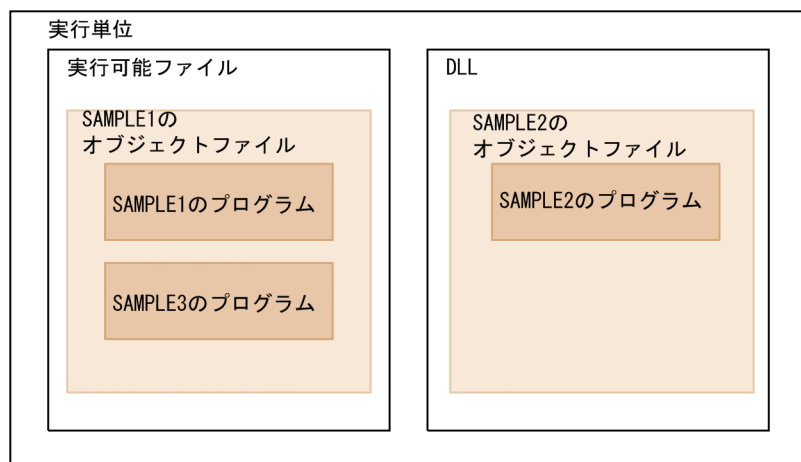 実行単位
実行可能ファイル
SAMPLE1の
オブジェクトファイル
SAMPLE1のプログラム
SAMPLE3のプログラム
DLL
SAMPLE2の
オブジェクトファイル
SAMPLE2のプログラム